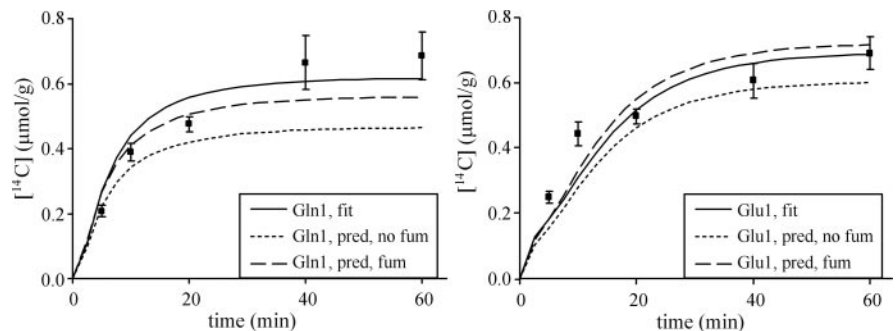 0.8
0.6
0.4
0.2
0.0
[¹⁴C] (μmol/g)
0
20
40
60
time (min)
Gln1, fit
Gln1, pred, no fum
Gln1, pred, fum
0.8
0.6
0.4
0.2
0.0
[¹⁴C] (μmol/g)
0
20
40
60
time (min)
Glu1, fit
Glu1, pred, no fum
Glu1, pred, fum